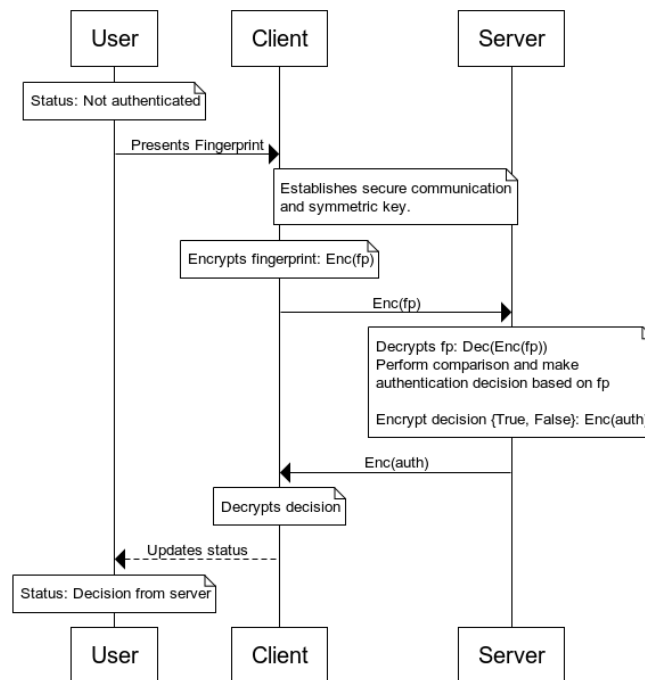 User
Client
Server
Status: Not authenticated
Presents Fingerprint
Establishes secure communication
and symmetric key.
Encrypts fingerprint: Enc(fp)
Enc(fp)
Decrypts fp: Dec(Enc(fp))
Perform comparison and make
authentication decision based on fp
Encrypt decision {True, False}: Enc(auth)
Enc(auth)
Decrypts decision
Updates status
Status: Decision from server
User
Client
Server